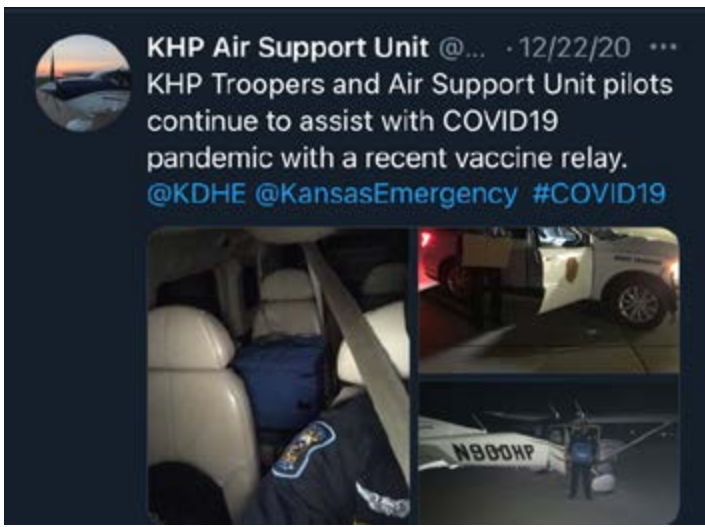 KHP Air Support Unit @... · 12/22/20 ...
KHP Troopers and Air Support Unit pilots
continue to assist with COVID19
pandemic with a recent vaccine relay.
@KDHE @KansasEmergency #COVID19
N900HP